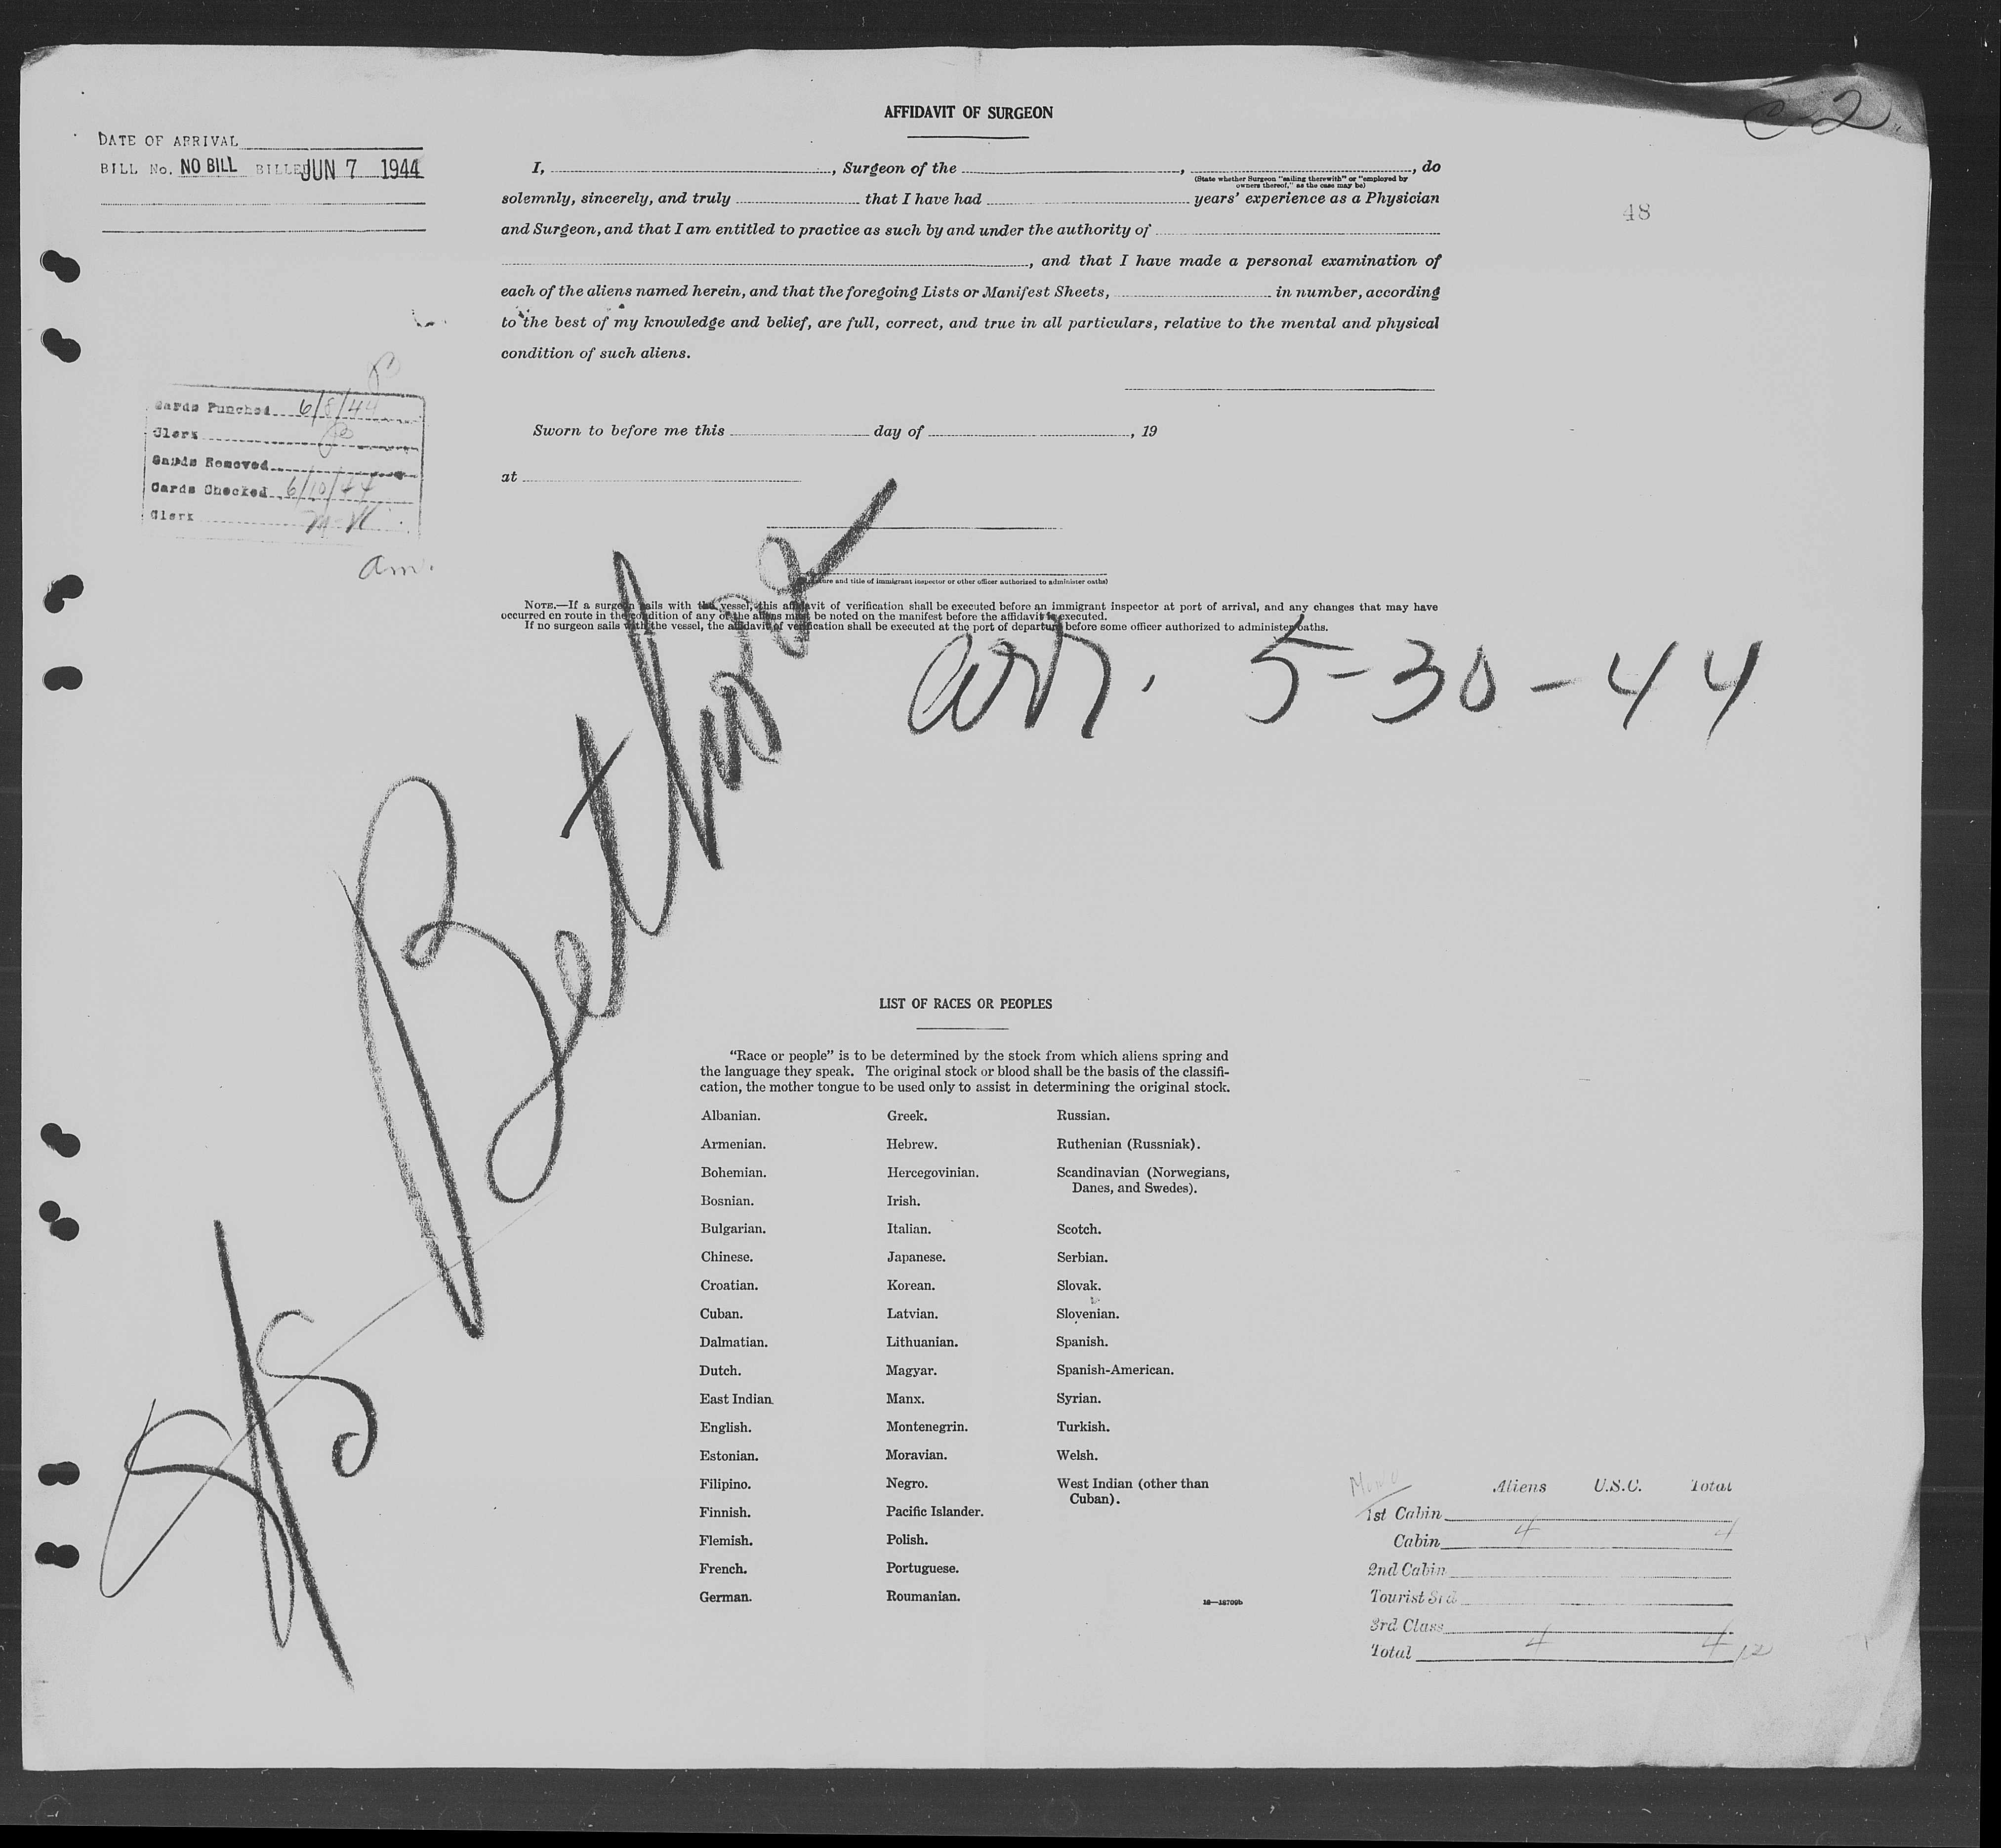 AFFIDAVIT OF SURGEON
C-2
DATE OF ARRIVAL
BILL No. NO BILL BILLED JUN 7 1944
48
I, , Surgeon of the , , do
(State whether Surgeon "sailing therewith" or "employed by
owners thereof," as the case may be)
solemnly, sincerely, and truly that I have had years' experience as a Physician
and Surgeon, and that I am entitled to practice as such by and under the authority of
, and that I have made a personal examination of
each of the aliens named herein, and that the foregoing Lists or Manifest Sheets, in number, according
to the best of my knowledge and belief, are full, correct, and true in all particulars, relative to the mental and physical
condition of such aliens.
Cards Punched 6/8/44
Clerk
Cards Removed
Cards Checked 6/10/44
Clerk
am.
Sworn to before me this day of , 19
at
(Signature and title of immigrant inspector or other officer authorized to administer oaths)
NOTE.—If a surgeon sails with the vessel, this affidavit of verification shall be executed before an immigrant inspector at port of arrival, and any changes that may have
occurred en route in the condition of any of the aliens must be noted on the manifest before the affidavit is executed.
If no surgeon sails with the vessel, the affidavit of verification shall be executed at the port of departure before some officer authorized to administer oaths.
arr. 5-30-44
S/S
LIST OF RACES OR PEOPLES
"Race or people" is to be determined by the stock from which aliens spring and
the language they speak. The original stock or blood shall be the basis of the classifi-
cation, the mother tongue to be used only to assist in determining the original stock.
Albanian.
Armenian.
Bohemian.
Bosnian.
Bulgarian.
Chinese.
Croatian.
Cuban.
Dalmatian.
Dutch.
East Indian
English.
Estonian.
Filipino.
Finnish.
Flemish.
French.
German.
Greek.
Hebrew.
Hercegovinian.
Irish.
Italian.
Japanese.
Korean.
Latvian.
Lithuanian.
Magyar.
Manx.
Montenegrin.
Moravian.
Negro.
Pacific Islander.
Polish.
Portuguese.
Roumanian.
Russian.
Ruthenian (Russniak).
Scandinavian (Norwegians,
Danes, and Swedes).
Scotch.
Serbian.
Slovak.
Slovenian.
Spanish.
Spanish-American.
Syrian.
Turkish.
Welsh.
West Indian (other than
Cuban).
16—18709b
Aliens U.S.C. Total
1st Cabin
Cabin 4 4
2nd Cabin
Tourist 3rd
3rd Class
Total 4 4 12